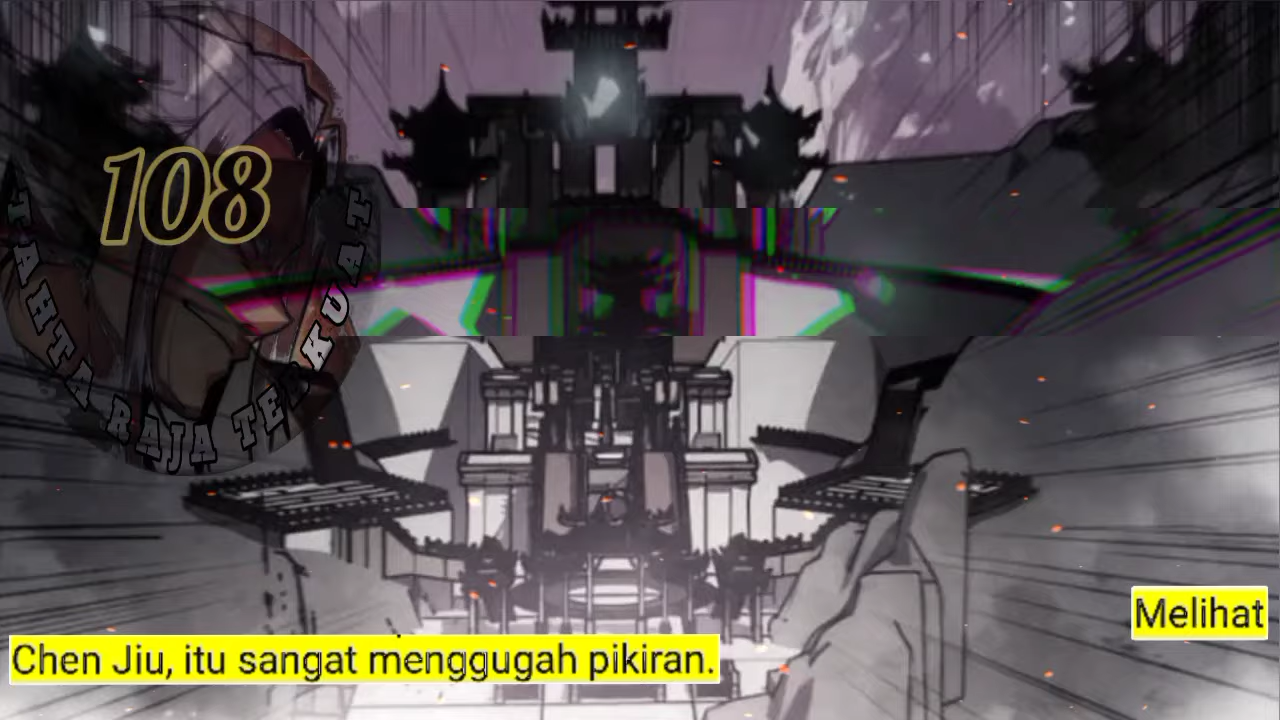 108
TAHTA RAJA TERKUAT
Melihat
Chen Jiu, itu sangat menggugah pikiran.